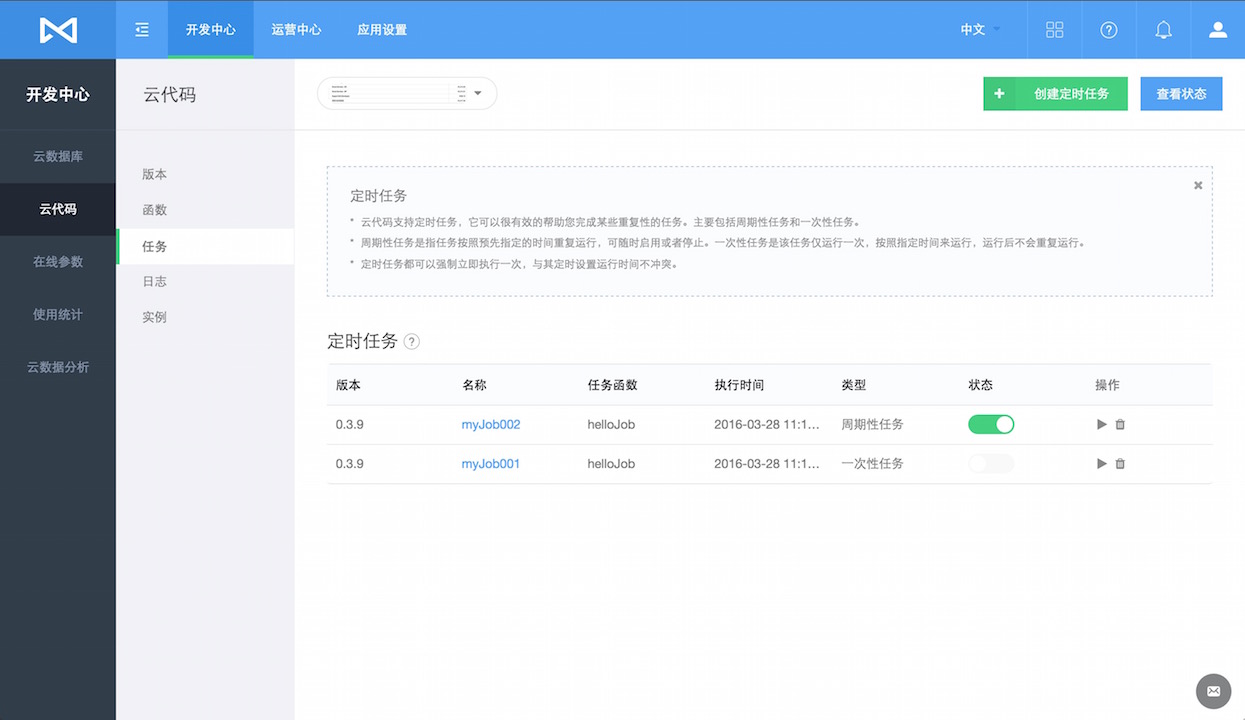 开发中心 运营中心 应用设置 中文
开发中心
云数据库
云代码
在线参数
使用统计
云数据分析
云代码
版本
函数
任务
日志
实例
创建定时任务 查看状态
定时任务
* 云代码支持定时任务，它可以很有效的帮助您完成某些重复性的任务。主要包括周期性任务和一次性任务。
* 周期性任务是指任务按照预先指定的时间重复运行，可随时启用或者停止。一次性任务是该任务仅运行一次，按照指定时间来运行，运行后不会重复运行。
* 定时任务都可以强制立即执行一次，与其定时设置运行时间不冲突。
定时任务 ?
版本 名称 任务函数 执行时间 类型 状态 操作
0.3.9 myJob002 helloJob 2016-03-28 11:1... 周期性任务
0.3.9 myJob001 helloJob 2016-03-28 11:1... 一次性任务